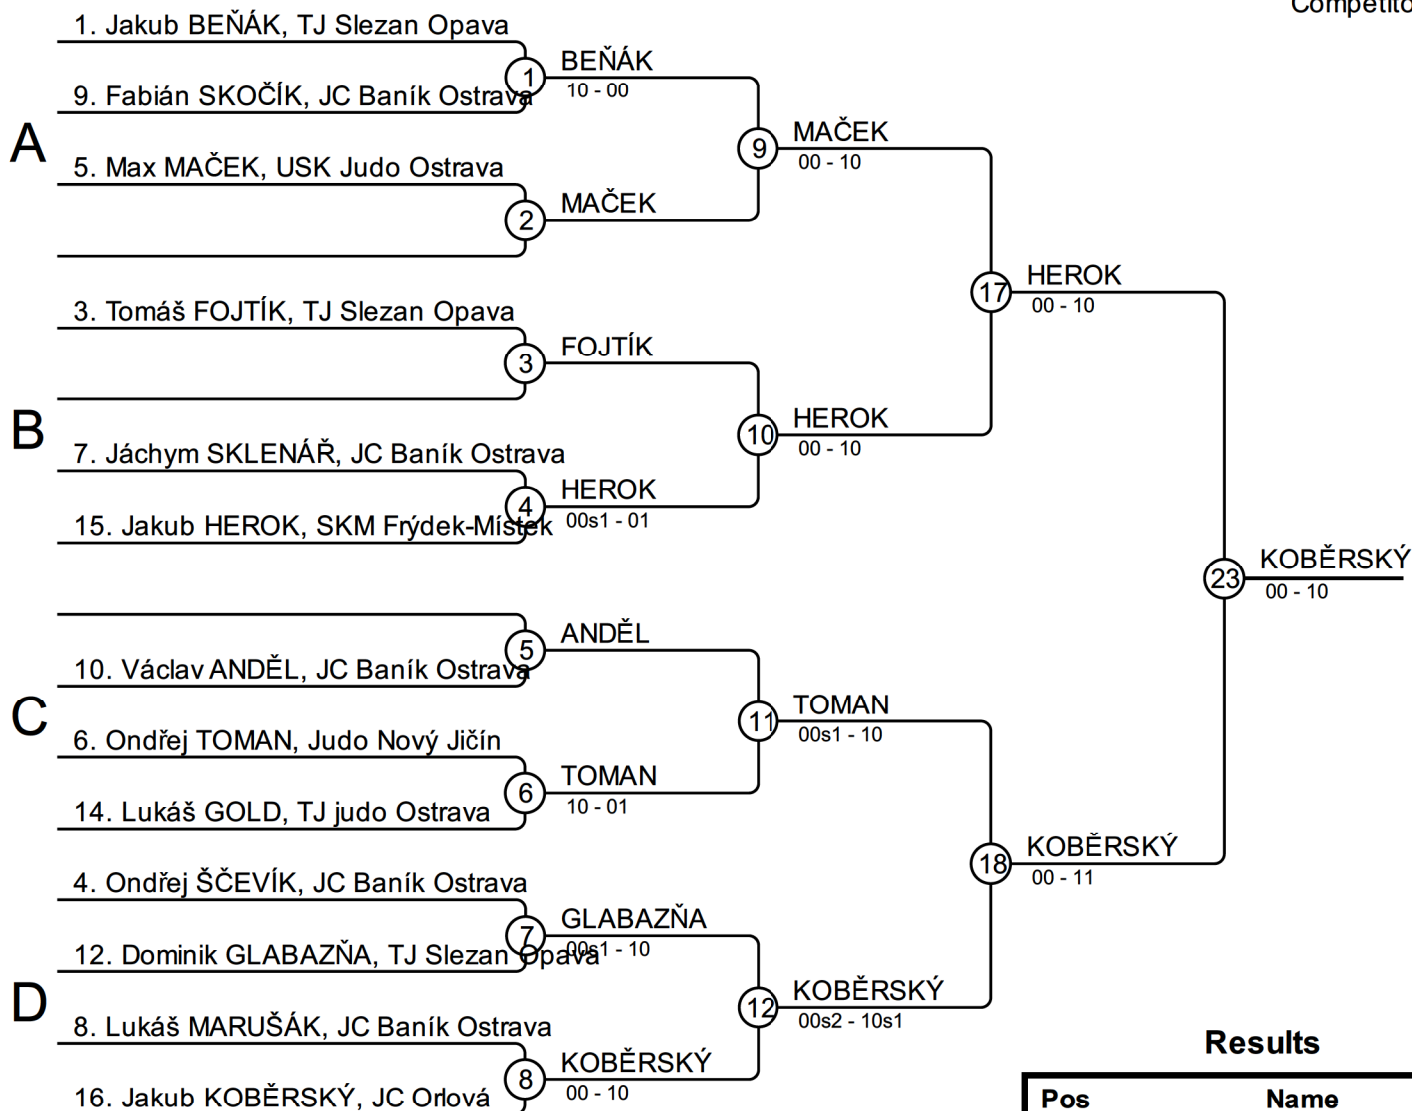 Competito
1. Jakub BEŇÁK, TJ Slezan Opava
1
BEŇÁK
10 - 00
9. Fabián SKOČÍK, JC Baník Ostrava
A
9
MAČEK
00 - 10
5. Max MAČEK, USK Judo Ostrava
2
MAČEK
17
HEROK
00 - 10
3. Tomáš FOJTÍK, TJ Slezan Opava
3
FOJTÍK
B
10
HEROK
00 - 10
7. Jáchym SKLENÁŘ, JC Baník Ostrava
4
HEROK
00s1 - 01
15. Jakub HEROK, SKM Frýdek-Místek
23
KOBĚRSKÝ
00 - 10
5
ANDĚL
10. Václav ANDĚL, JC Baník Ostrava
C
11
TOMAN
00s1 - 10
6. Ondřej TOMAN, Judo Nový Jičín
6
TOMAN
10 - 01
14. Lukáš GOLD, TJ judo Ostrava
18
KOBĚRSKÝ
00 - 11
4. Ondřej ŠČEVÍK, JC Baník Ostrava
7
GLABAZŇA
00s1 - 10
12. Dominik GLABAZŇA, TJ Slezan Opava
D
12
KOBĚRSKÝ
00s2 - 10s1
8. Lukáš MARUŠÁK, JC Baník Ostrava
8
KOBĚRSKÝ
00 - 10
16. Jakub KOBĚRSKÝ, JC Orlová
Results
Pos Name